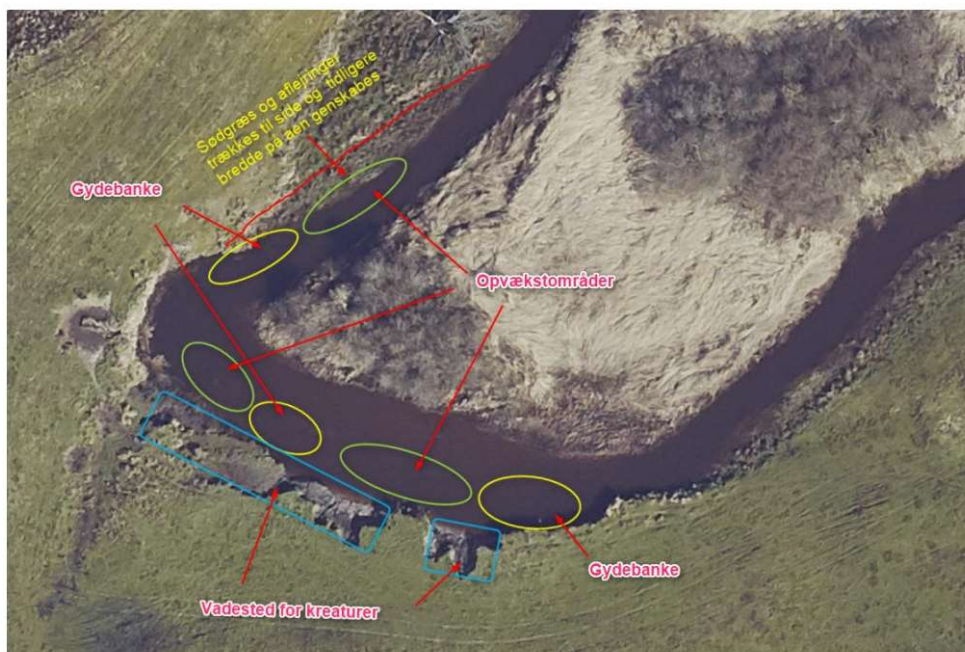 Sødgræs og aflejringer
trækkes til side og tidligere
bredde på åen genskabes
Gydebanke
Opvækstområder
Gydebanke
Vadested for kreaturer